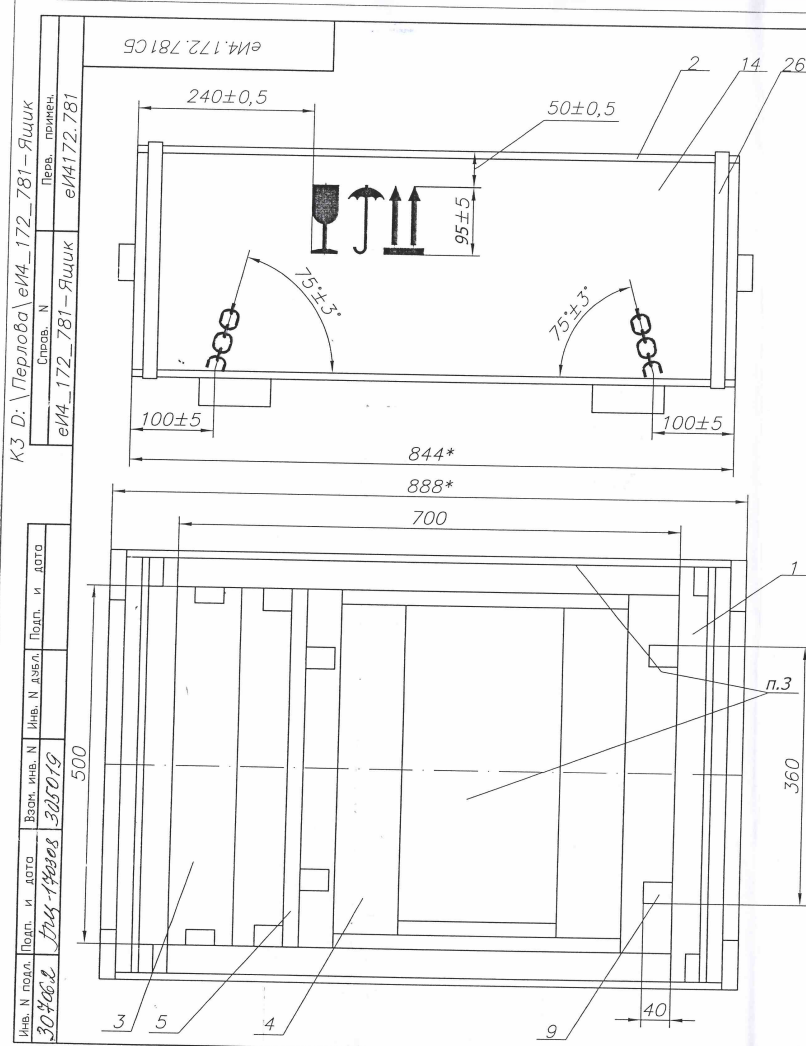 К3 D:\Перлова\еИ4_172_781-Ящик
Перв. примен.
еИ4172.781
Справ. N
еИ4_172_781-Ящик
еИ4.172.781СБ
240±0,5
50±0,5
2
14
26
95±5
75°±3°
75°±3°
100±5
100±5
844*
888*
700
1
п.3
500
360
3
5
4
9
40
Подп. и дата
Инв. N дубл.
Взам. инв. N
305019
Подп. и дата
Инв. N подл.